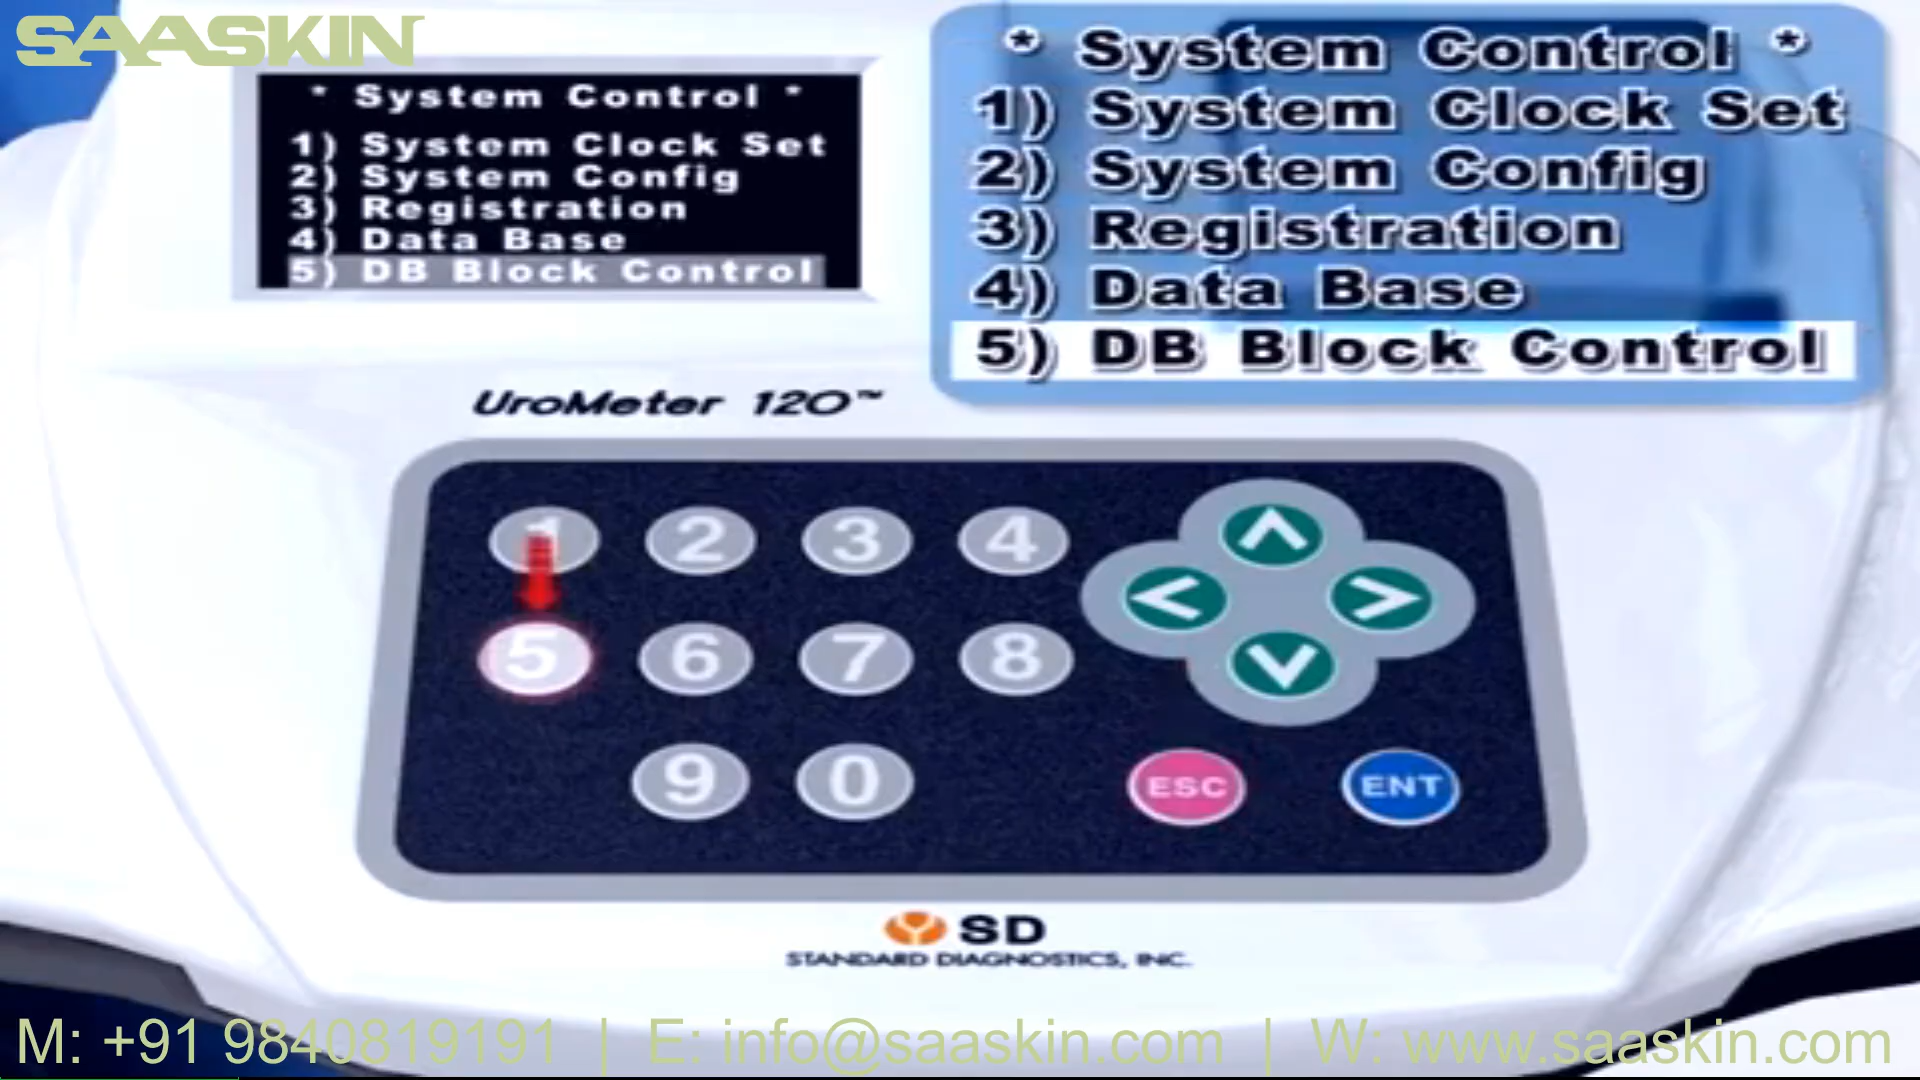 SAASKIN
* System Control *
1) System Clock Set
2) System Config
3) Registration
4) Data Base
5) DB Block Control
* System Control *
1) System Clock Set
2) System Config
3) Registration
4) Data Base
5) DB Block Control
UroMeter 120™
1 2 3 4
5 6 7 8
9 0 ESC ENT
SD
STANDARD DIAGNOSTICS, INC.
M: +91 9840819191 | E: info@saaskin.com | W: www.saaskin.com